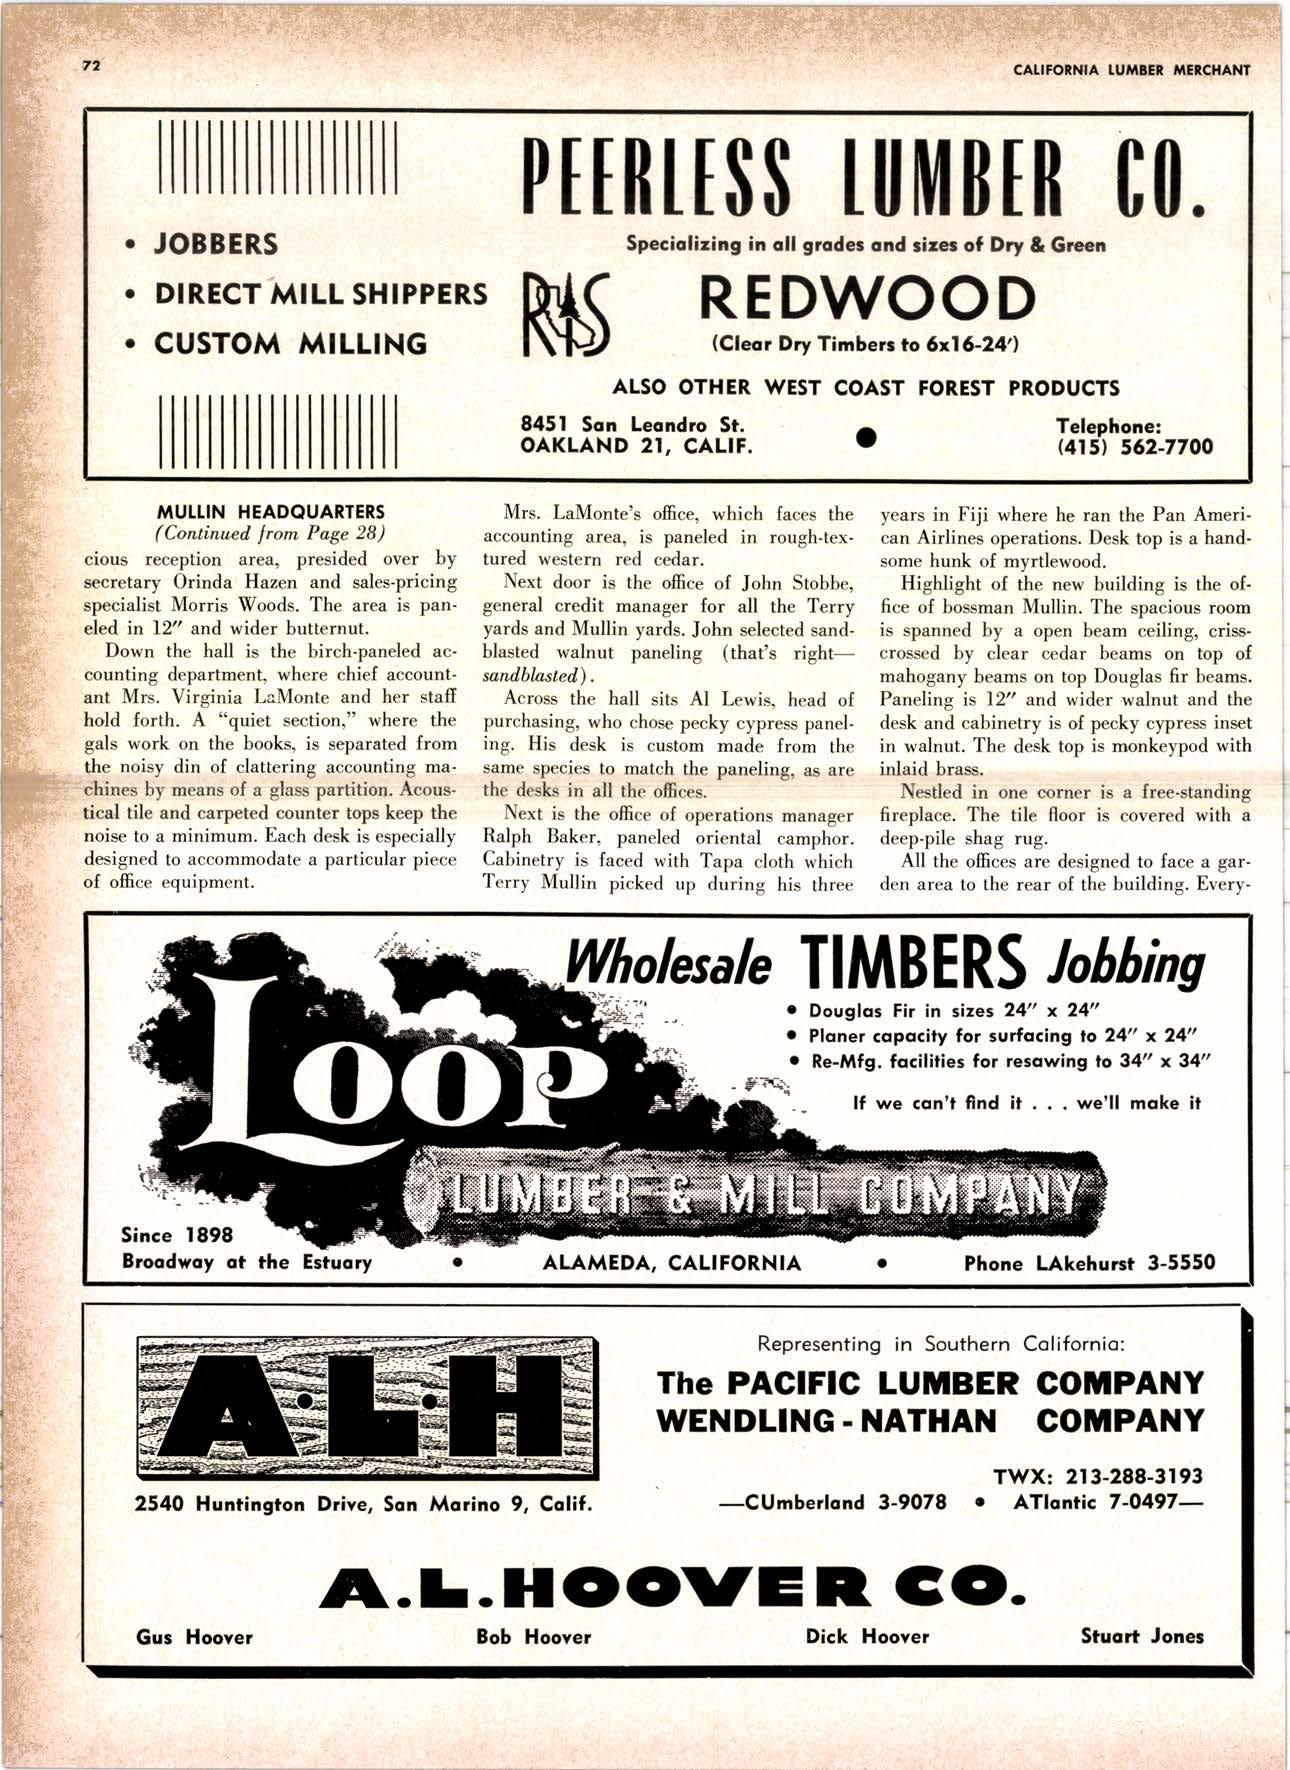 72
CALIFORNIA LUMBER MERCHANT
• JOBBERS
• DIRECT MILL SHIPPERS
• CUSTOM MILLING
PEERLESS LUMBER CO.
Specializing in all grades and sizes of Dry & Green
REDWOOD
(Clear Dry Timbers to 6x16-24')
ALSO OTHER WEST COAST FOREST PRODUCTS
8451 San Leandro St.
OAKLAND 21, CALIF.
•
Telephone:
(415) 562-7700
MULLIN HEADQUARTERS
(Continued from Page 28)
cious reception area, presided over by
secretary Orinda Hazen and sales-pricing
specialist Morris Woods. The area is pan-
eled in 12″ and wider butternut.
Down the hall is the birch-paneled ac-
counting department, where chief account-
ant Mrs. Virginia LaMonte and her staff
hold forth. A “quiet section,” where the
gals work on the books, is separated from
the noisy din of clattering accounting ma-
chines by means of a glass partition. Acous-
tical tile and carpeted counter tops keep the
noise to a minimum. Each desk is especially
designed to accommodate a particular piece
of office equipment.
Mrs. LaMonte's office, which faces the
accounting area, is paneled in rough-tex-
tured western red cedar.
Next door is the office of John Stobbe,
general credit manager for all the Terry
yards and Mullin yards. John selected sand-
blasted walnut paneling (that's right—
sandblasted).
Across the hall sits Al Lewis, head of
purchasing, who chose pecky cypress panel-
ing. His desk is custom made from the
same species to match the paneling, as are
the desks in all the offices.
Next is the office of operations manager
Ralph Baker, paneled oriental camphor.
Cabinetry is faced with Tapa cloth which
Terry Mullin picked up during his three
years in Fiji where he ran the Pan Ameri-
can Airlines operations. Desk top is a hand-
some hunk of myrtlewood.
Highlight of the new building is the of-
fice of bossman Mullin. The spacious room
is spanned by a open beam ceiling, criss-
crossed by clear cedar beams on top of
mahogany beams on top Douglas fir beams.
Paneling is 12″ and wider walnut and the
desk and cabinetry is of pecky cypress inset
in walnut. The desk top is monkeypod with
inlaid brass.
Nestled in one corner is a free-standing
fireplace. The tile floor is covered with a
deep-pile shag rug.
All the offices are designed to face a gar-
den area to the rear of the building. Every-
Wholesale TIMBERS Jobbing
• Douglas Fir in sizes 24″ x 24″
• Planer capacity for surfacing to 24″ x 24″
• Re-Mfg. facilities for resawing to 34″ x 34″
If we can't find it . . . we'll make it
LOOP
LUMBER & MILL COMPANY
Since 1898
Broadway at the Estuary • ALAMEDA, CALIFORNIA • Phone LAkehurst 3-5550
A·L·H
2540 Huntington Drive, San Marino 9, Calif.
Representing in Southern California:
The PACIFIC LUMBER COMPANY
WENDLING-NATHAN COMPANY
TWX: 213-288-3193
—CUmberland 3-9078 • ATlantic 7-0497—
A.L.HOOVER CO.
Gus Hoover Bob Hoover Dick Hoover Stuart Jones